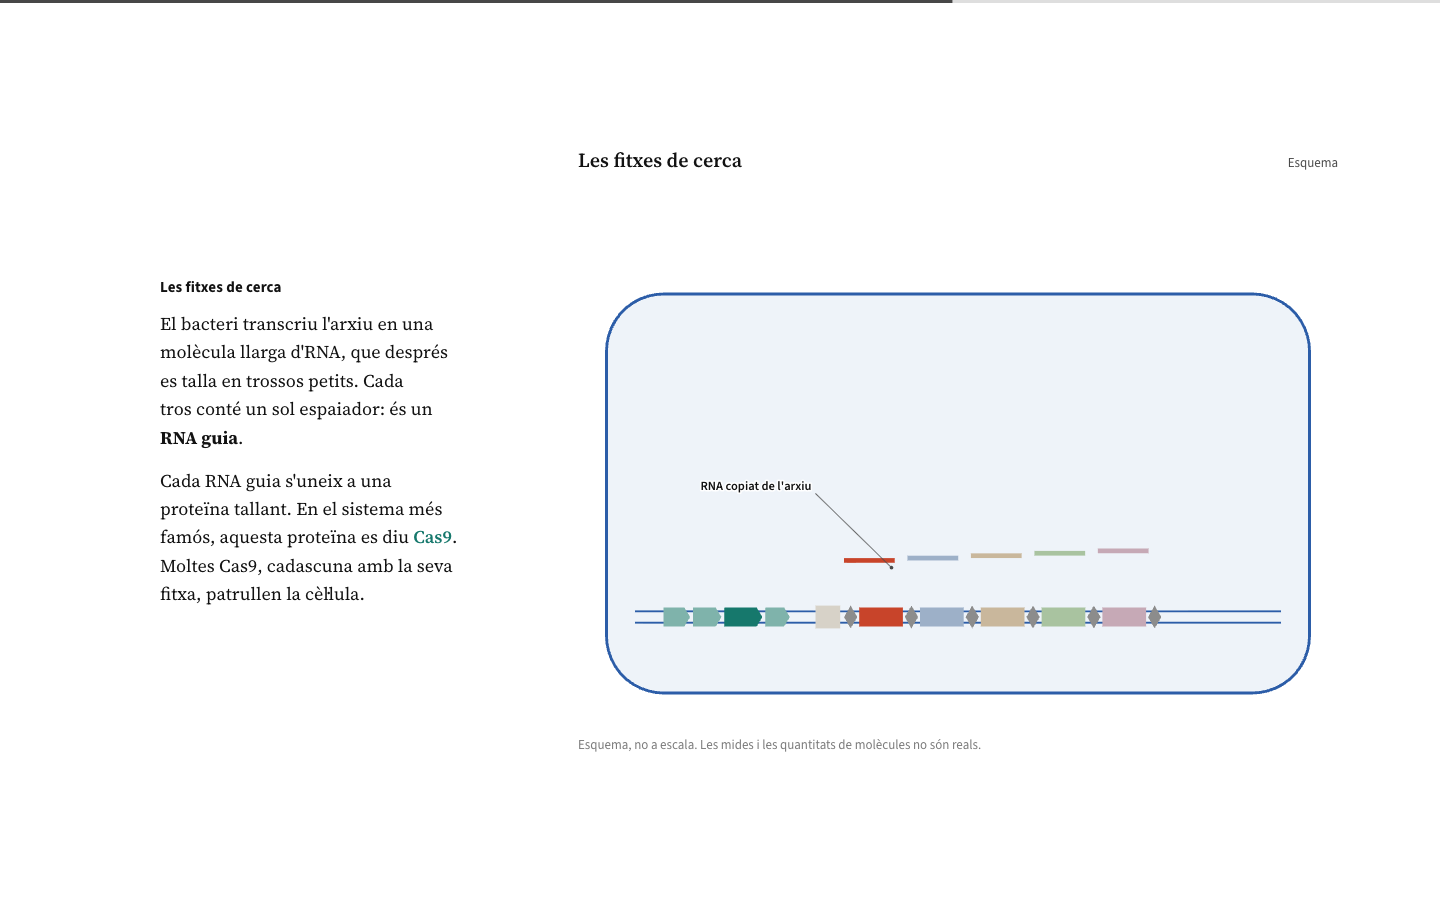 Les fitxes de cerca
Esquema
Les fitxes de cerca
El bacteri transcriu l'arxiu en una
molècula llarga d'RNA, que després
es talla en trossos petits. Cada
tros conté un sol espaiador: és un
RNA guia.
Cada RNA guia s'uneix a una
proteïna tallant. En el sistema més
famós, aquesta proteïna es diu Cas9.
Moltes Cas9, cadascuna amb la seva
fitxa, patrullen la cèl·lula.
RNA copiat de l'arxiu
Esquema, no a escala. Les mides i les quantitats de molècules no són reals.